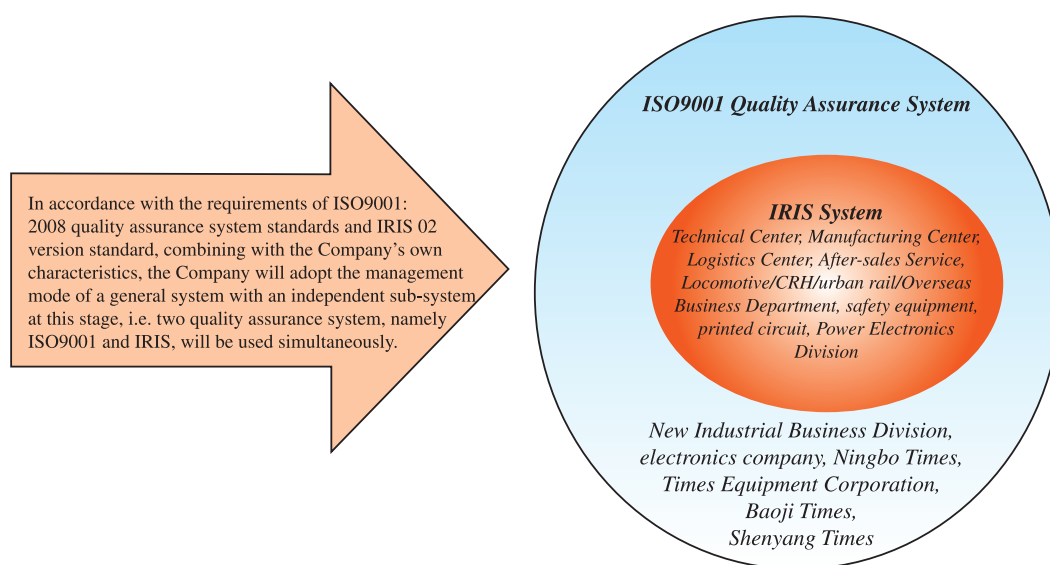 In accordance with the requirements of ISO9001:
2008 quality assurance system standards and IRIS 02
version standard, combining with the Company’s own
characteristics, the Company will adopt the management
mode of a general system with an independent sub-system
at this stage, i.e. two quality assurance system, namely
ISO9001 and IRIS, will be used simultaneously.
ISO9001 Quality Assurance System
IRIS System
Technical Center, Manufacturing Center,
Logistics Center, After-sales Service,
Locomotive/CRH/urban rail/Overseas
Business Department, safety equipment,
printed circuit, Power Electronics
Division
New Industrial Business Division,
electronics company, Ningbo Times,
Times Equipment Corporation,
Baoji Times,
Shenyang Times